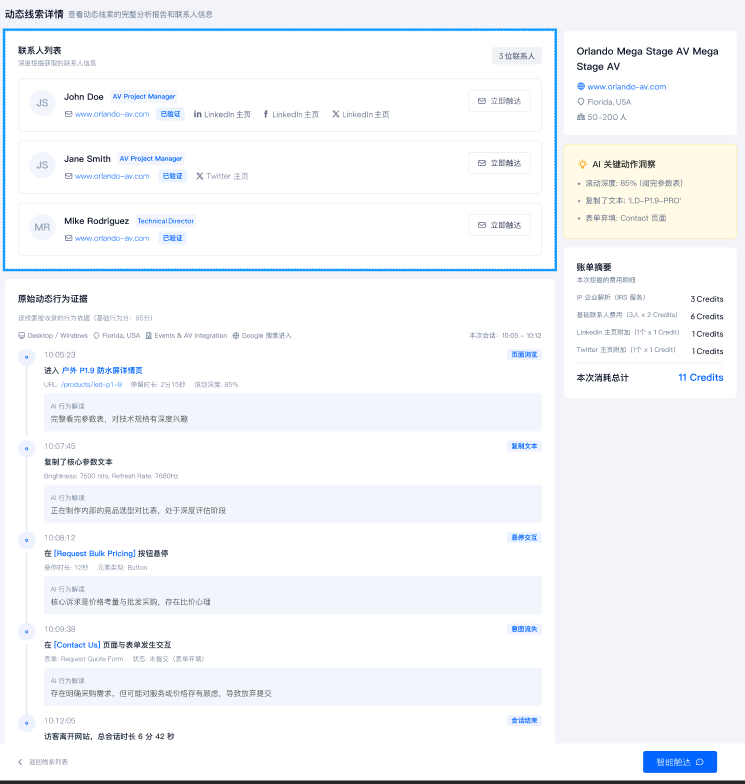 动态线索详情 查看动态线索的完整分析报告和联系人信息
联系人列表
深度挖掘获取的联系人信息
3 位联系人
JS
John Doe AV Project Manager
www.orlando-av.com 已验证 LinkedIn 主页 LinkedIn 主页 LinkedIn 主页
立即触达
JS
Jane Smith AV Project Manager
www.orlando-av.com 已验证 Twitter 主页
立即触达
MR
Mike Rodriguez Technical Director
www.orlando-av.com 已验证
立即触达
原始动态行为证据
该线索被收录的行为依据（基础行为分：95分）
Desktop / Windows Florida, USA Events & AV Integration Google 搜索进入
本次会话：10:05 – 10:12
10:05:23 页面浏览
进入 户外 P1.9 防水屏详情页
URL: /products/led-p1-9 停留时长: 2分15秒 滚动深度: 85%
AI 行为解读
完整看完参数表，对技术规格有深度兴趣
10:07:45 复制文本
复制了核心参数文本
Brightness: 7500 nits, Refresh Rate: 7680Hz
AI 行为解读
正在制作内部的竞品选型对比表，处于深度评估阶段
10:08:12 悬停交互
在 [Request Bulk Pricing] 按钮悬停
悬停时长: 12秒 元素类型: Button
AI 行为解读
核心诉求是价格考量与批发采购，存在比价心理
10:09:38 意图流失
在 [Contact Us] 页面与表单发生交互
表单: Request Quote Form 状态: 未提交（表单弃填）
AI 行为解读
存在明确采购需求，但可能对服务或价格存有顾虑，导致放弃提交
10:12:05 会话结束
访客离开网站，总会话时长 6 分 42 秒
Orlando Mega Stage AV Mega
Stage AV
www.orlando-av.com
Florida, USA
50-200 人
AI 关键动作洞察
• 滚动深度: 85% (阅完参数表)
• 复制了文本: 'LD-P1.9-PRO'
• 表单弃填: Contact 页面
账单摘要
本次挖掘的费用明细
IP 企业解析（IRS 服务） 3 Credits
基础联系人费用（3人 x 2 Credits） 6 Credits
LinkedIn 主页附加（1个 x 1 Credit） 1 Credits
Twitter 主页附加（1个 x 1 Credit） 1 Credits
本次消耗总计 11 Credits
返回线索列表
智能触达